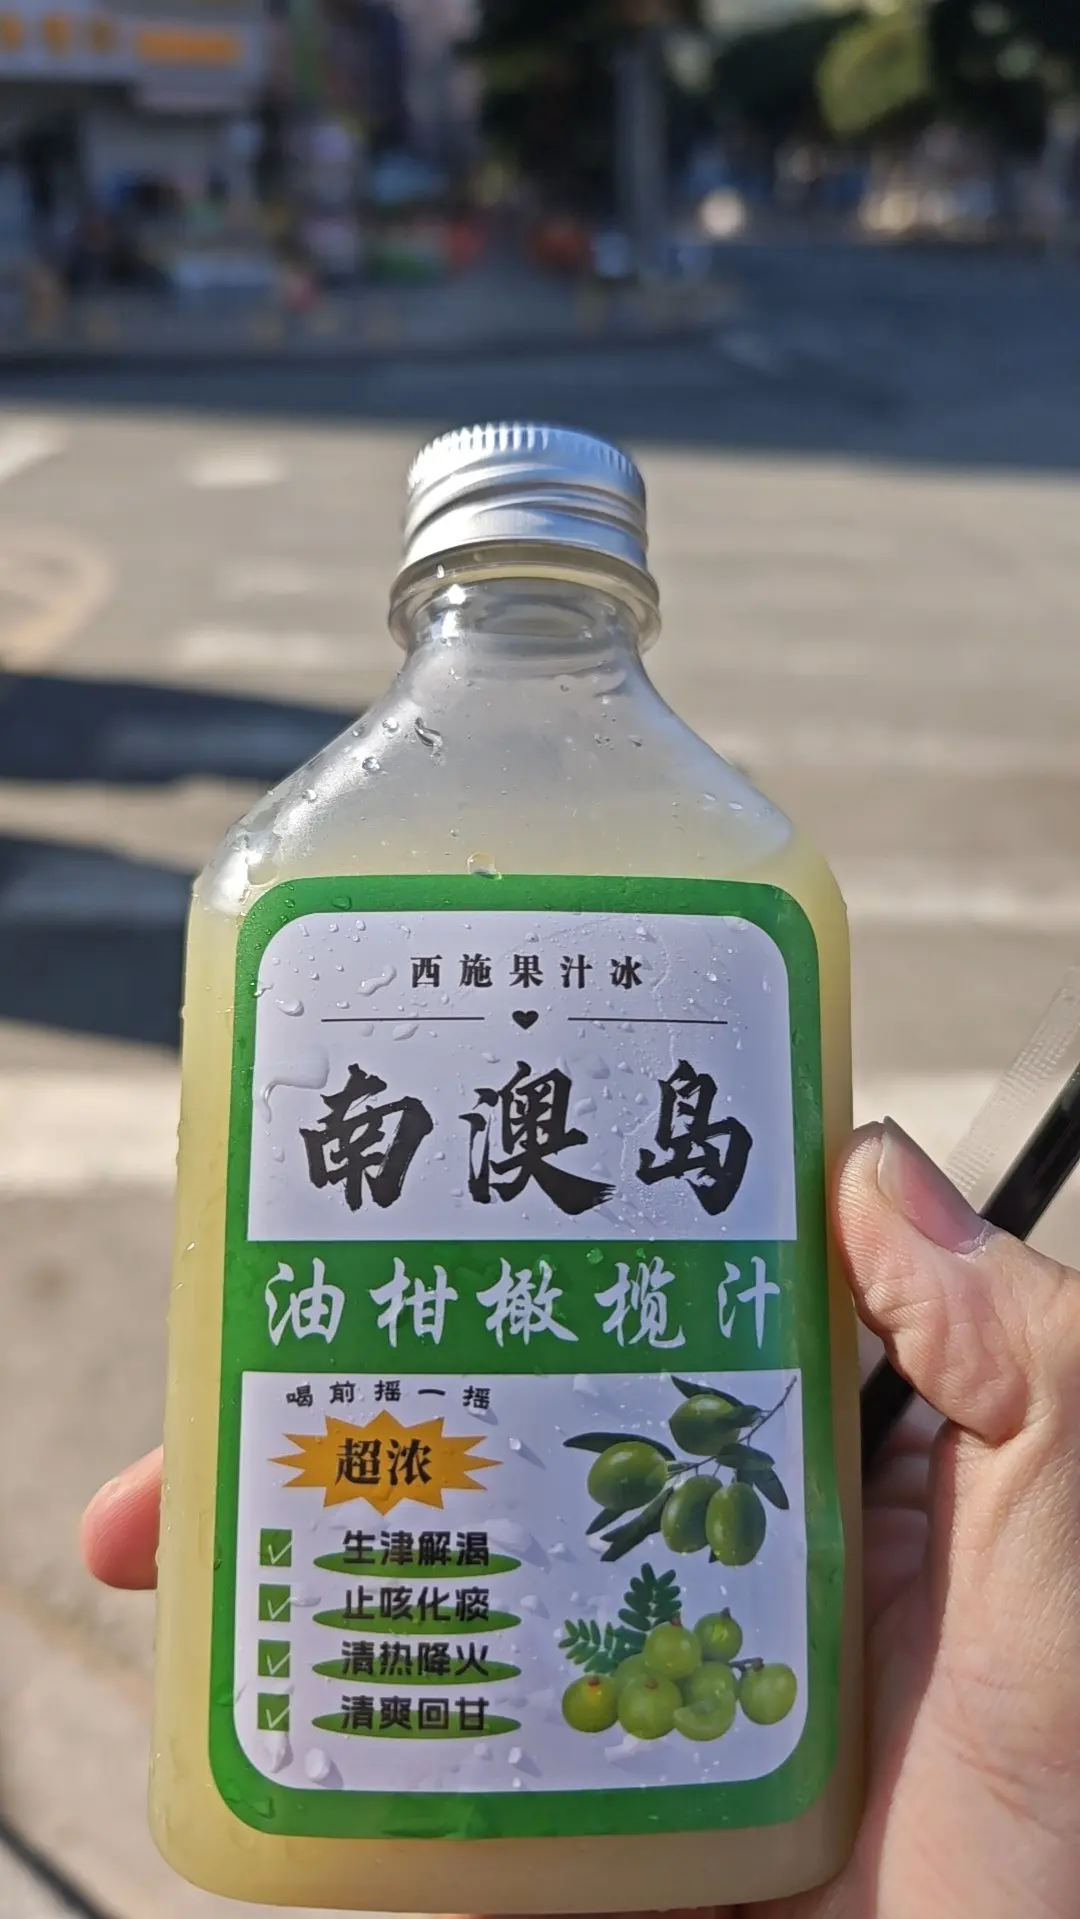 西施果汁冰
南澳岛
油柑橄榄汁
喝前摇一摇
超浓
生津解渴
止咳化痰
清热降火
清爽回甘